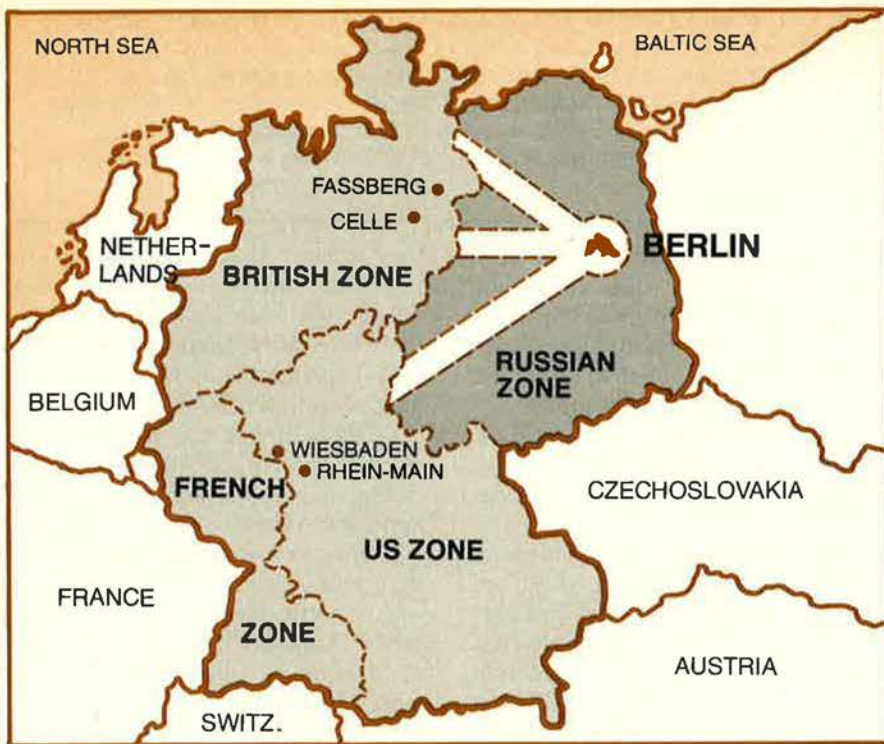 NORTH SEA
BALTIC SEA
FASSBERG
CELLE
NETHER-
LANDS
BRITISH ZONE
BERLIN
RUSSIAN
ZONE
BELGIUM
WIESBADEN
RHEIN-MAIN
FRENCH
CZECHOSLOVAKIA
US ZONE
FRANCE
ZONE
AUSTRIA
SWITZ.